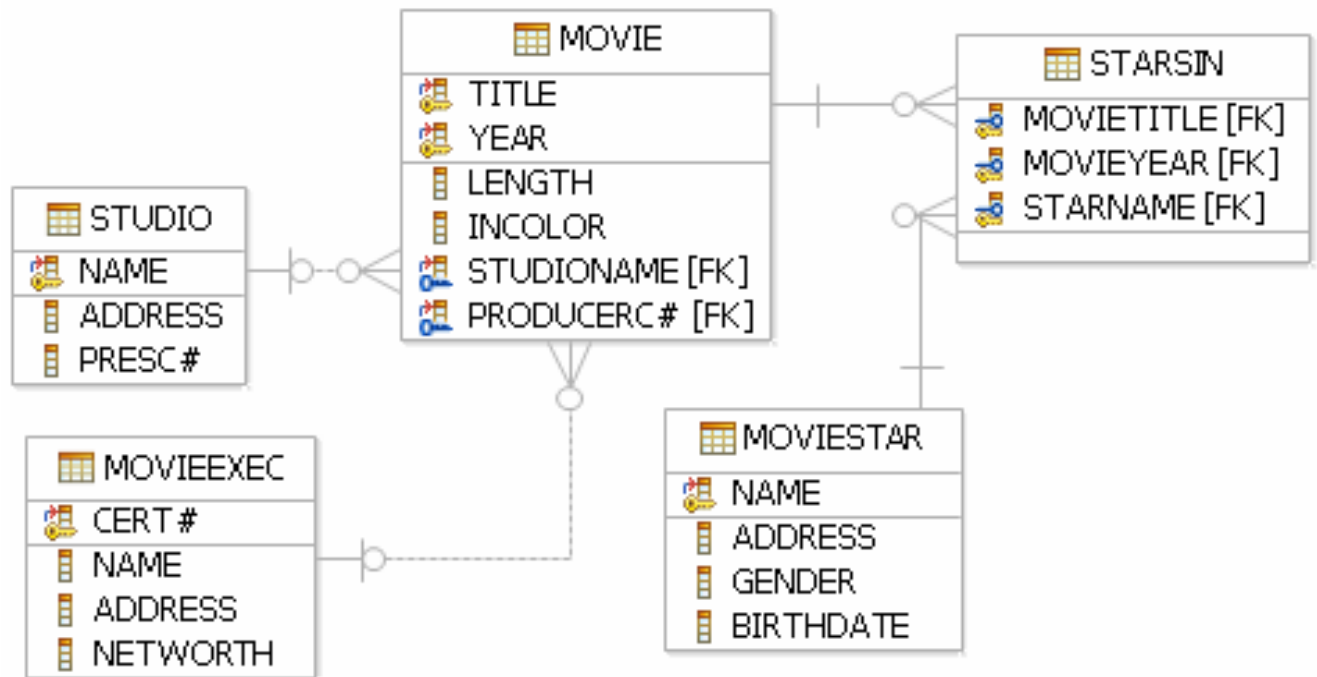 MOVIE
TITLE
YEAR
LENGTH
INCOLOR
STUDIONAME [FK]
PRODUCERC# [FK]
STARSIN
MOVIETITLE [FK]
MOVIEYEAR [FK]
STARNAME [FK]
STUDIO
NAME
ADDRESS
PRESC#
MOVIEEXEC
CERT#
NAME
ADDRESS
NETWORTH
MOVIESTAR
NAME
ADDRESS
GENDER
BIRTHDATE